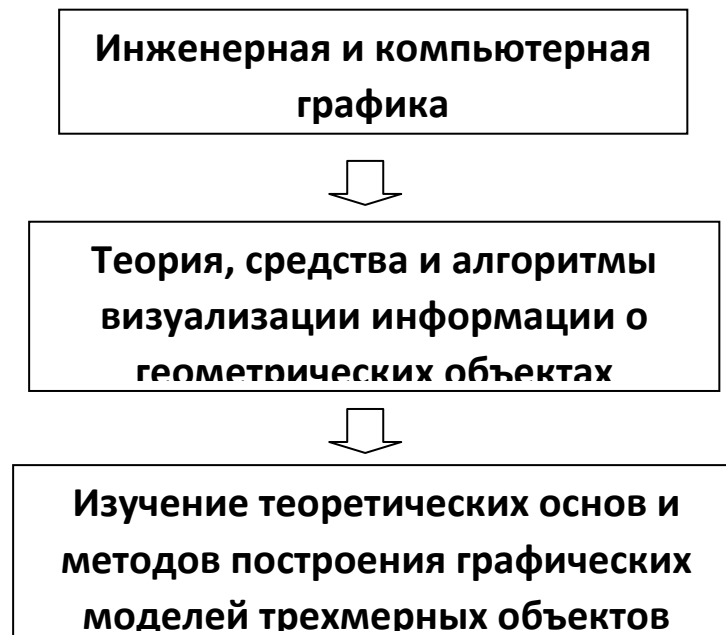 Инженерная и компьютерная
графика
Теория, средства и алгоритмы
визуализации информации о
геометрических объектах
Изучение теоретических основ и
методов построения графических
моделей трехмерных объектов